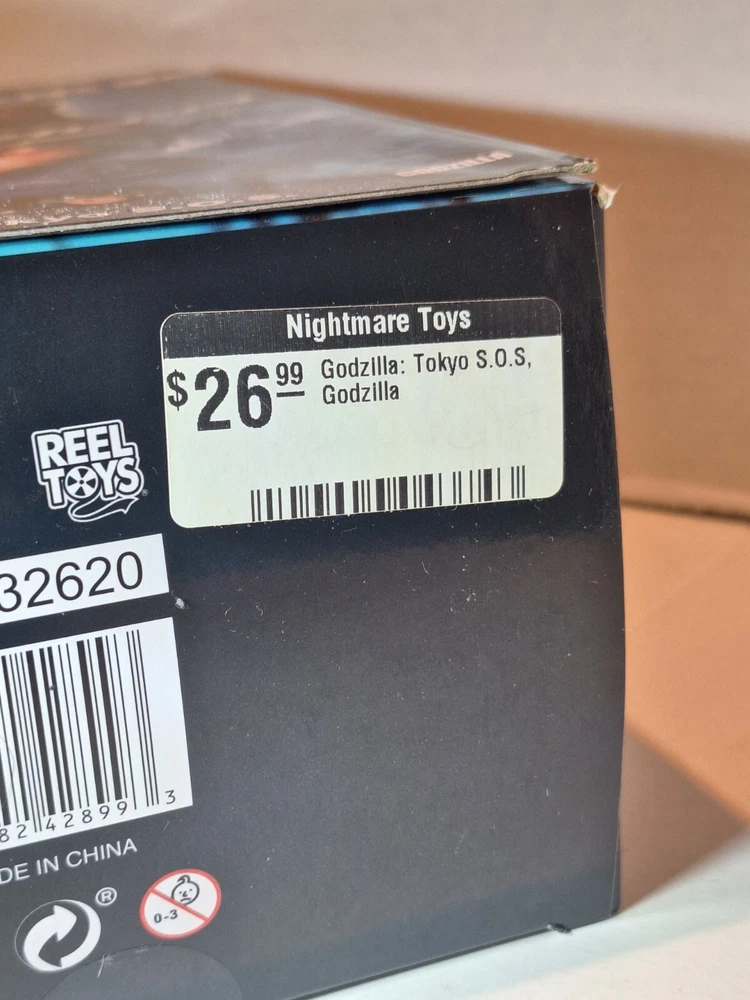 Nightmare Toys
$26.99
Godzilla: Tokyo S.O.S,
Godzilla
REEL
TOYS
®
32620
82 42899 3
DE IN CHINA
®
0-3